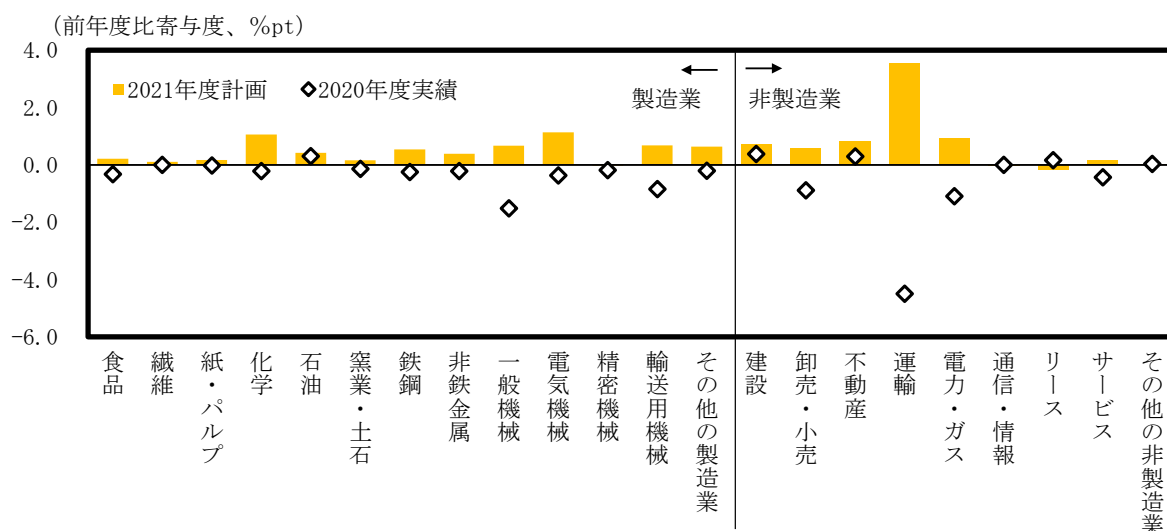 (前年度比寄与度、%pt)
4.0
2.0
0.0
-2.0
-4.0
-6.0
2021年度計画
2020年度実績
←
製造業
→
非製造業
食品
繊維
紙・パルプ
化学
石油
窯業・土石
鉄鋼
非鉄金属
一般機械
電気機械
精密機械
輸送用機械
その他の製造業
建設
卸売・小売
不動産
運輸
電力・ガス
通信・情報
リース
サービス
その他の非製造業